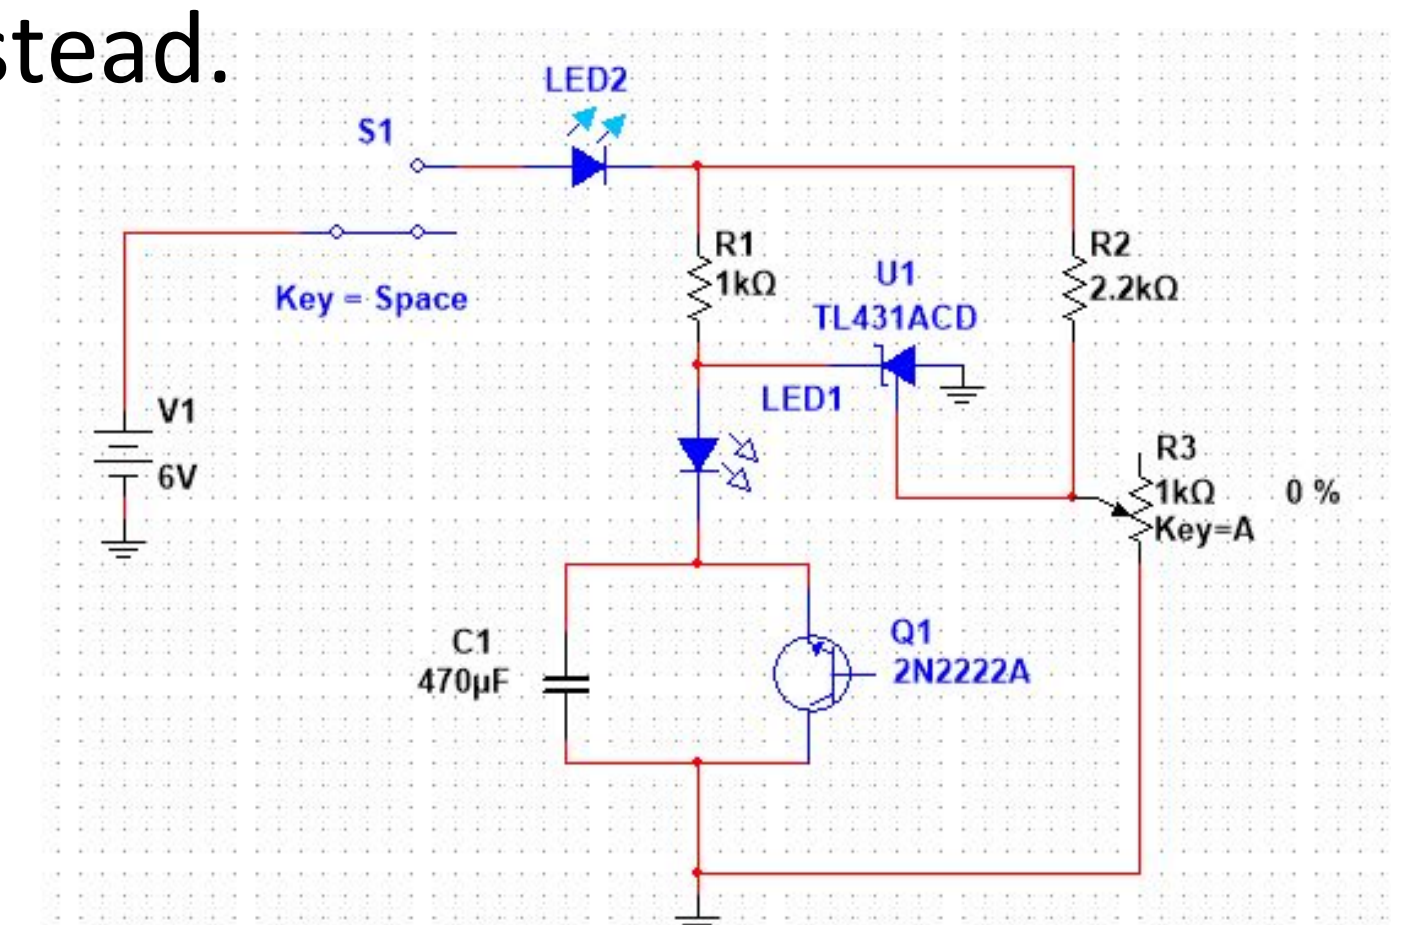 stead.
LED2
S1
R1
1kΩ
R2
2.2kΩ
U1
TL431ACD
Key = Space
LED1
V1
6V
R3
1kΩ 0 %
Key=A
C1
470µF
Q1
2N2222A